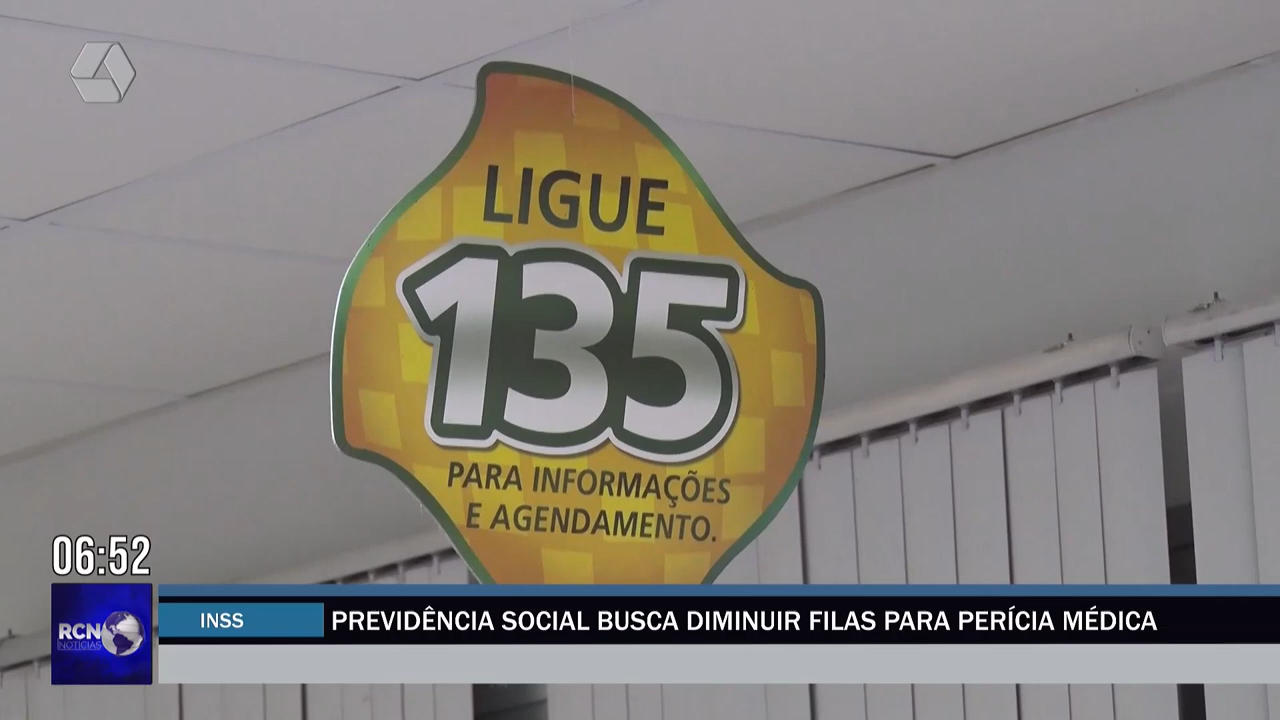 LIGUE
135
PARA INFORMAÇÕES
E AGENDAMENTO.
06:52
RCN
NOTÍCIAS
INSS
PREVIDÊNCIA SOCIAL BUSCA DIMINUIR FILAS PARA PERÍCIA MÉDICA